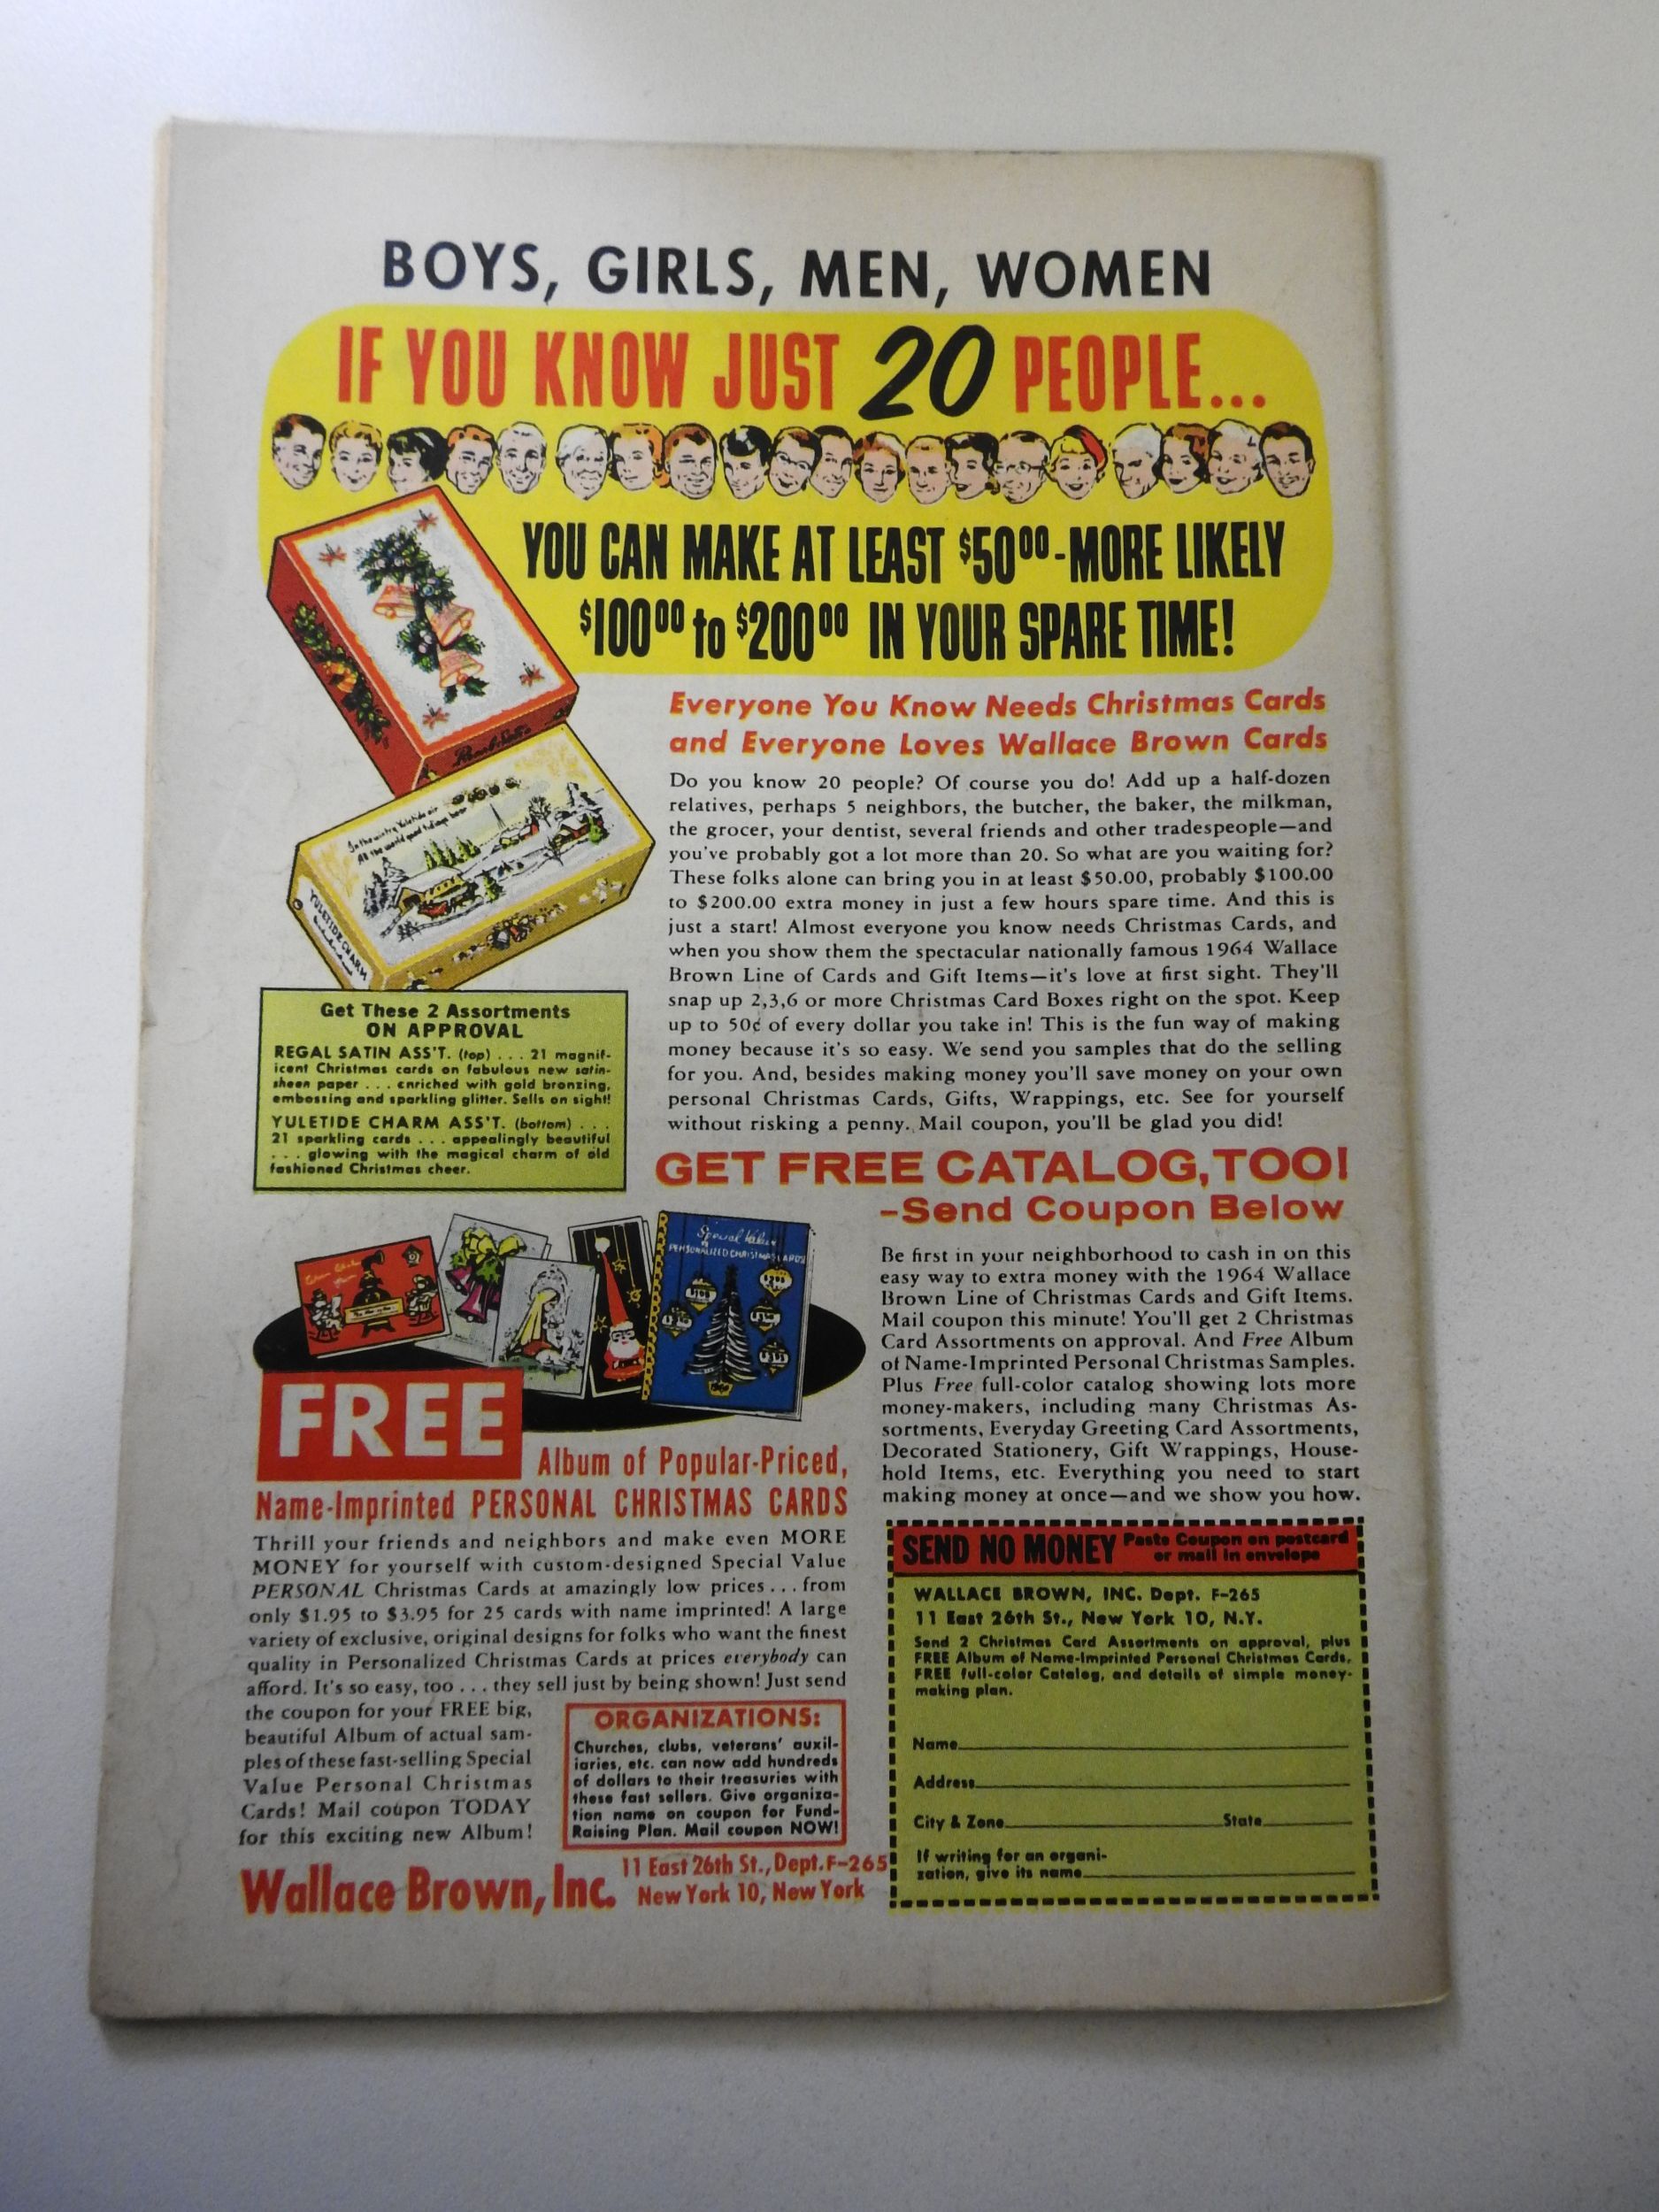 BOYS, GIRLS, MEN, WOMEN
IF YOU KNOW JUST 20 PEOPLE...
YOU CAN MAKE AT LEAST $50⁰⁰-MORE LIKELY
$100⁰⁰ to $200⁰⁰ IN YOUR SPARE TIME!
Everyone You Know Needs Christmas Cards
and Everyone Loves Wallace Brown Cards
Do you know 20 people? Of course you do! Add up a half-dozen
relatives, perhaps 5 neighbors, the butcher, the baker, the milkman,
the grocer, your dentist, several friends and other tradespeople—and
you've probably got a lot more than 20. So what are you waiting for?
These folks alone can bring you in at least $50.00, probably $100.00
to $200.00 extra money in just a few hours spare time. And this is
just a start! Almost everyone you know needs Christmas Cards, and
when you show them the spectacular nationally famous 1964 Wallace
Brown Line of Cards and Gift Items—it's love at first sight. They'll
snap up 2,3,6 or more Christmas Card Boxes right on the spot. Keep
up to 50¢ of every dollar you take in! This is the fun way of making
money because it's so easy. We send you samples that do the selling
for you. And, besides making money you'll save money on your own
personal Christmas Cards, Gifts, Wrappings, etc. See for yourself
without risking a penny. Mail coupon, you'll be glad you did!
YULETIDE CHARM
Get These 2 Assortments
ON APPROVAL
REGAL SATIN ASS'T. (top) . . . 21 magnif-
icent Christmas cards on fabulous new satin-
sheen paper . . . enriched with gold bronzing,
embossing and sparkling glitter. Sells on sight!
YULETIDE CHARM ASS'T. (bottom) . . .
21 sparkling cards . . . appealingly beautiful
. . . glowing with the magical charm of old
fashioned Christmas cheer.
GET FREE CATALOG, TOO!
–Send Coupon Below
Be first in your neighborhood to cash in on this
easy way to extra money with the 1964 Wallace
Brown Line of Christmas Cards and Gift Items.
Mail coupon this minute! You'll get 2 Christmas
Card Assortments on approval. And Free Album
of Name-Imprinted Personal Christmas Samples.
Plus Free full-color catalog showing lots more
money-makers, including many Christmas As-
sortments, Everyday Greeting Card Assortments,
Decorated Stationery, Gift Wrappings, House-
hold Items, etc. Everything you need to start
making money at once—and we show you how.
Special Value
PERSONALIZED CHRISTMAS CARDS
FREE
Album of Popular-Priced,
Name-Imprinted PERSONAL CHRISTMAS CARDS
Thrill your friends and neighbors and make even MORE
MONEY for yourself with custom-designed Special Value
PERSONAL Christmas Cards at amazingly low prices . . . from
only $1.95 to $3.95 for 25 cards with name imprinted! A large
variety of exclusive, original designs for folks who want the finest
quality in Personalized Christmas Cards at prices everybody can
afford. It's so easy, too . . . they sell just by being shown! Just send
the coupon for your FREE big,
beautiful Album of actual sam-
ples of these fast-selling Special
Value Personal Christmas
Cards! Mail coupon TODAY
for this exciting new Album!
ORGANIZATIONS:
Churches, clubs, veterans' auxil-
iaries, etc. can now add hundreds
of dollars to their treasuries with
these fast sellers. Give organiza-
tion name on coupon for Fund-
Raising Plan. Mail coupon NOW!
Wallace Brown, Inc.
11 East 26th St., Dept. F-265
New York 10, New York
SEND NO MONEY Paste Coupon on postcard
or mail in envelope
WALLACE BROWN, INC. Dept. F-265
11 East 26th St., New York 10, N.Y.
Send 2 Christmas Card Assortments on approval, plus
FREE Album of Name-Imprinted Personal Christmas Cards,
FREE full-color Catalog, and details of simple money-
making plan.
Name
Address
City & Zone State
If writing for an organi-
zation, give its name